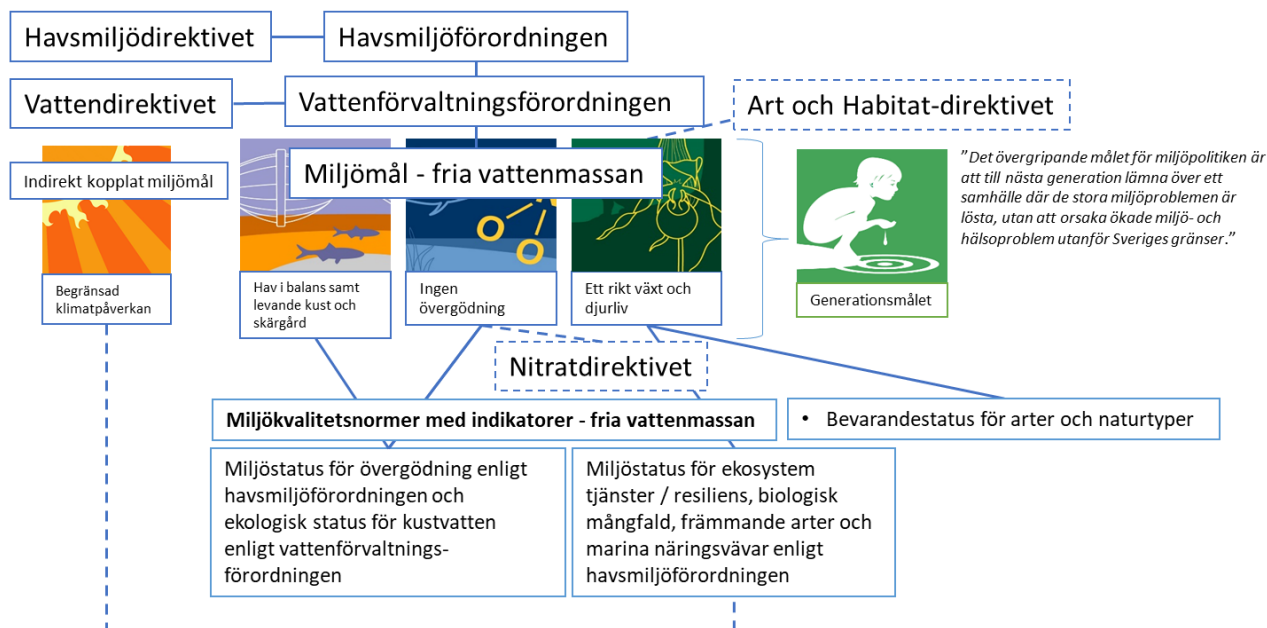 Havsmiljödirektivet
Havsmiljöförordningen
Vattendirektivet
Vattenförvaltningsförordningen
Art och Habitat-direktivet
Indirekt kopplat miljömål
Miljömål - fria vattenmassan
”Det övergripande målet för miljöpolitiken är
att till nästa generation lämna över ett
samhälle där de stora miljöproblemen är
lösta, utan att orsaka ökade miljö- och
hälsoproblem utanför Sveriges gränser.”
Begränsad
klimatpåverkan
Hav i balans samt
levande kust och
skärgård
Ingen
övergödning
Ett rikt växt och
djurliv
Generationsmålet
Nitratdirektivet
Miljökvalitetsnormer med indikatorer - fria vattenmassan
• Bevarandestatus för arter och naturtyper
Miljöstatus för övergödning enligt
havsmiljöförordningen och
ekologisk status för kustvatten
enligt vattenförvaltnings-
förordningen
Miljöstatus för ekosystem
tjänster / resiliens, biologisk
mångfald, främmande arter och
marina näringsvävar enligt
havsmiljöförordningen